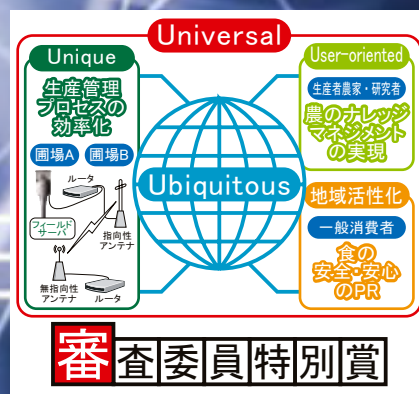 Universal
Unique
生産管理
プロセスの
効率化
圃場A
圃場B
ルータ
フィールド
サーバ
指向性
アンテナ
無指向性
アンテナ
ルータ
Ubiquitous
User-oriented
生産者農家・研究者
農のナレッジ
マネジメント
の実現
地域活性化
一般消費者
食の
安全・安心
のPR
審査委員特別賞